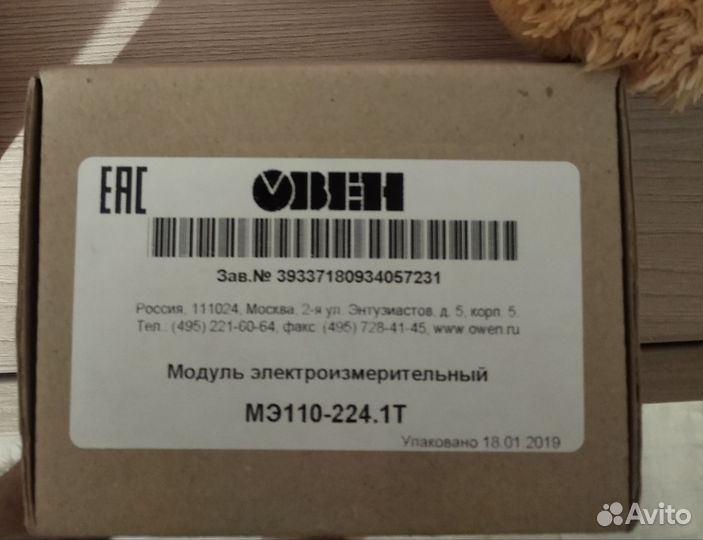 EAC ОВЕН
Зав.№ 39337180934057231
Россия, 111024, Москва, 2-я ул. Энтузиастов, д. 5, корп. 5.
Тел.: (495) 221-60-64, факс: (495) 728-41-45, www.owen.ru
Модуль электроизмерительный
МЭ110-224.1Т
Упаковано 18.01.2019
Avito